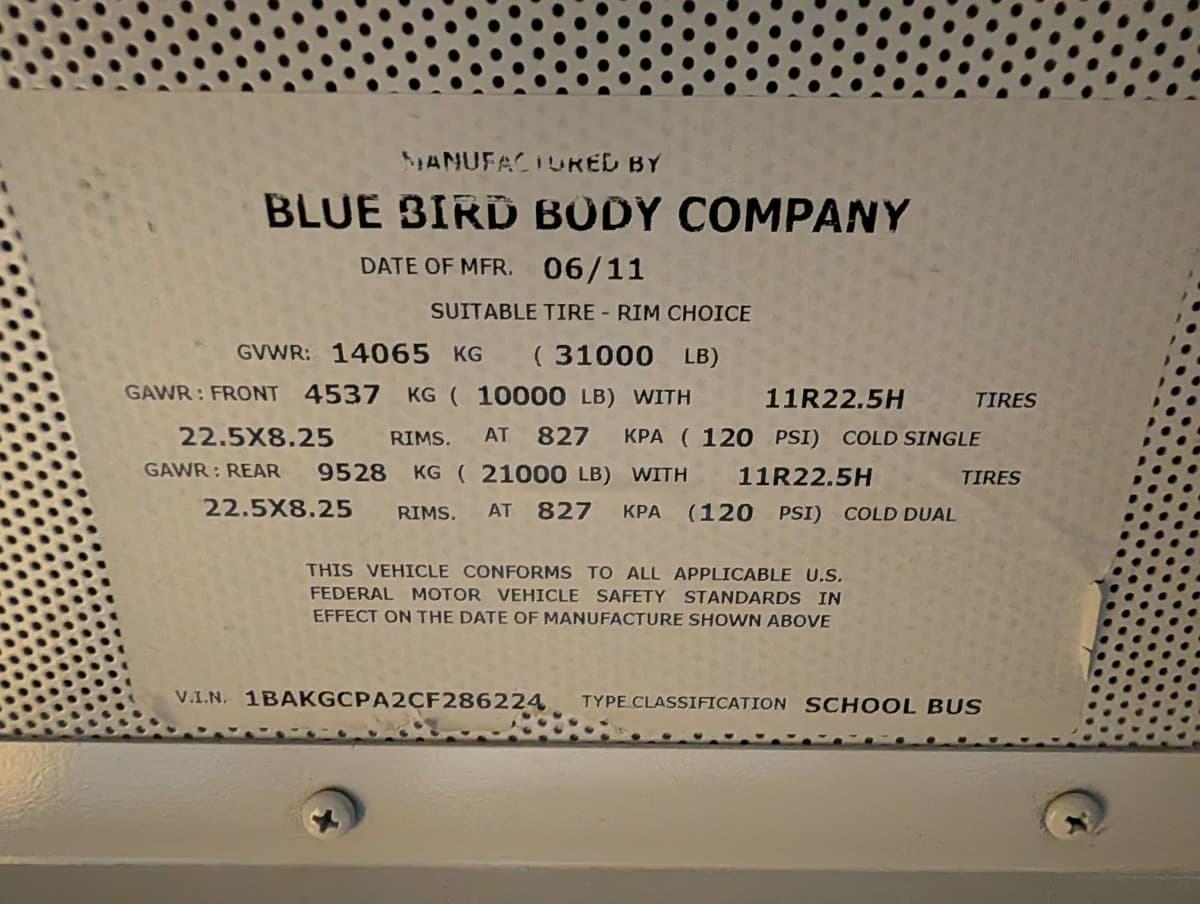 MANUFACTURED BY
BLUE BIRD BODY COMPANY
DATE OF MFR. 06/11
SUITABLE TIRE - RIM CHOICE
GVWR: 14065 KG ( 31000 LB)
GAWR : FRONT 4537 KG ( 10000 LB) WITH 11R22.5H TIRES
22.5X8.25 RIMS. AT 827 KPA ( 120 PSI) COLD SINGLE
GAWR : REAR 9528 KG ( 21000 LB) WITH 11R22.5H TIRES
22.5X8.25 RIMS. AT 827 KPA (120 PSI) COLD DUAL
THIS VEHICLE CONFORMS TO ALL APPLICABLE U.S.
FEDERAL MOTOR VEHICLE SAFETY STANDARDS IN
EFFECT ON THE DATE OF MANUFACTURE SHOWN ABOVE
V.I.N. 1BAKGCPA2CF286224 TYPE CLASSIFICATION SCHOOL BUS